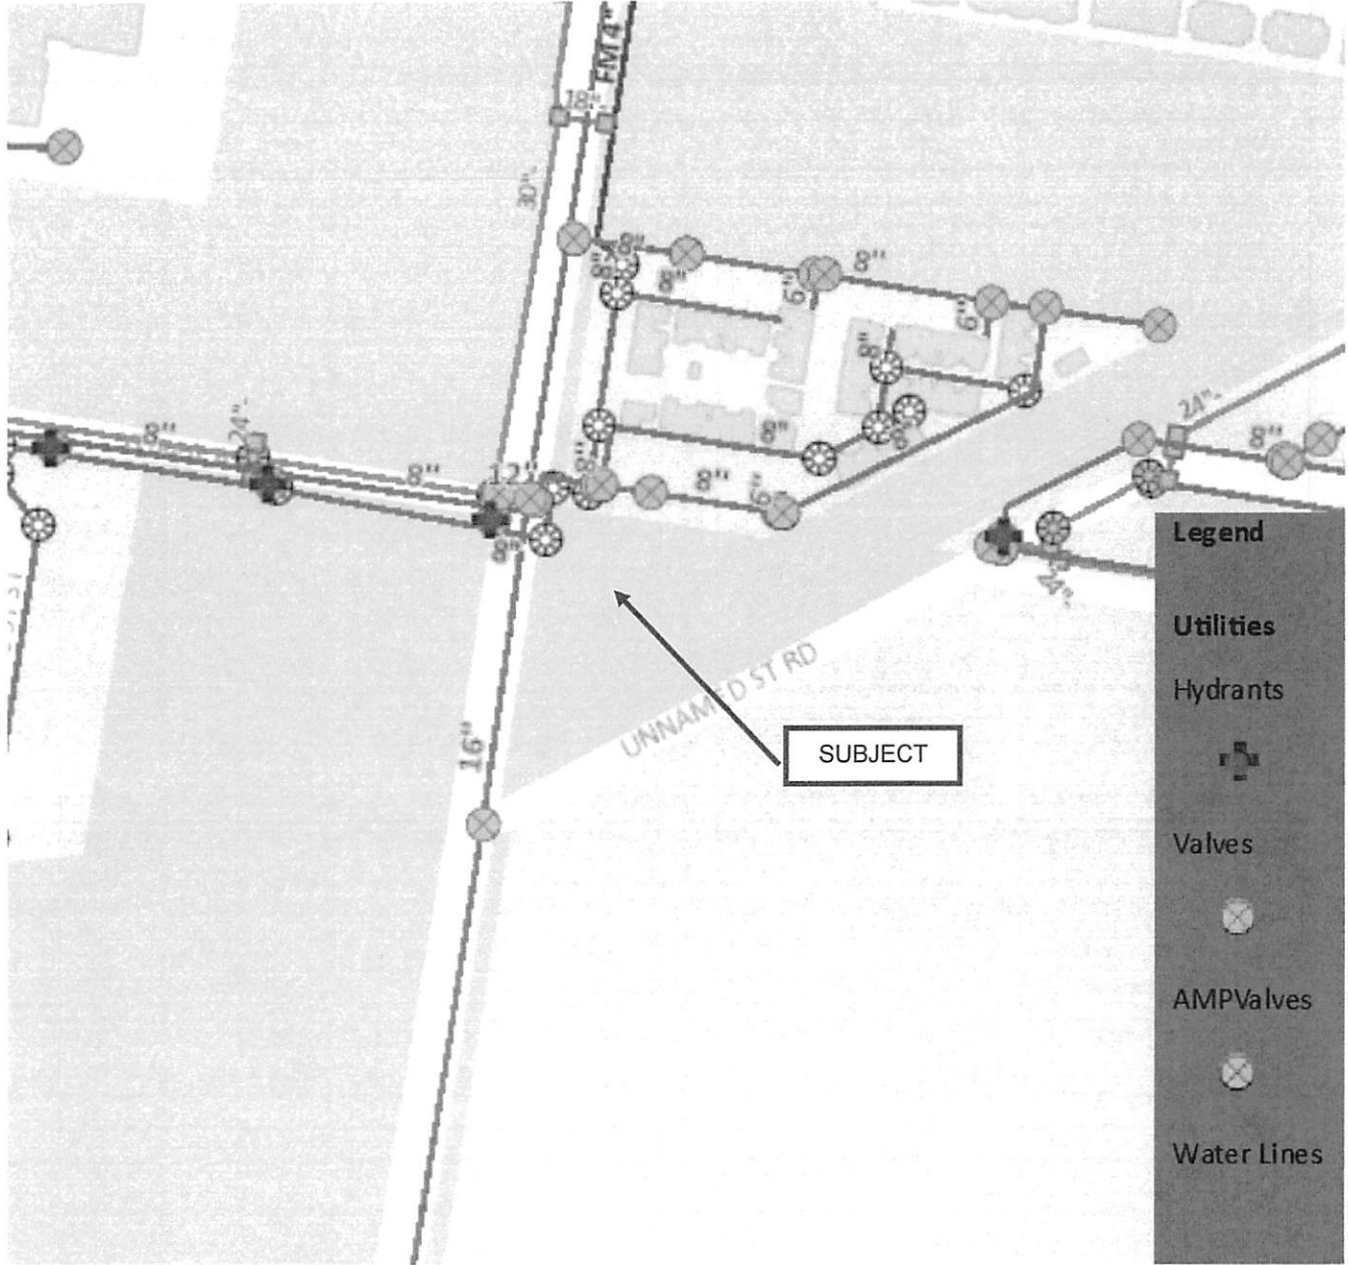 FM 4"
18"-
30"-
8"
8"
8"
8"
8"
6"
6"
8"
24"-
8"
24"-
8"
8"
8"
8"
12"
8"
6"
8"
8"
24"-
Legend
Utilities
Hydrants
Valves
AMPValves
Water Lines
SUBJECT
UNNAMED ST RD
16"